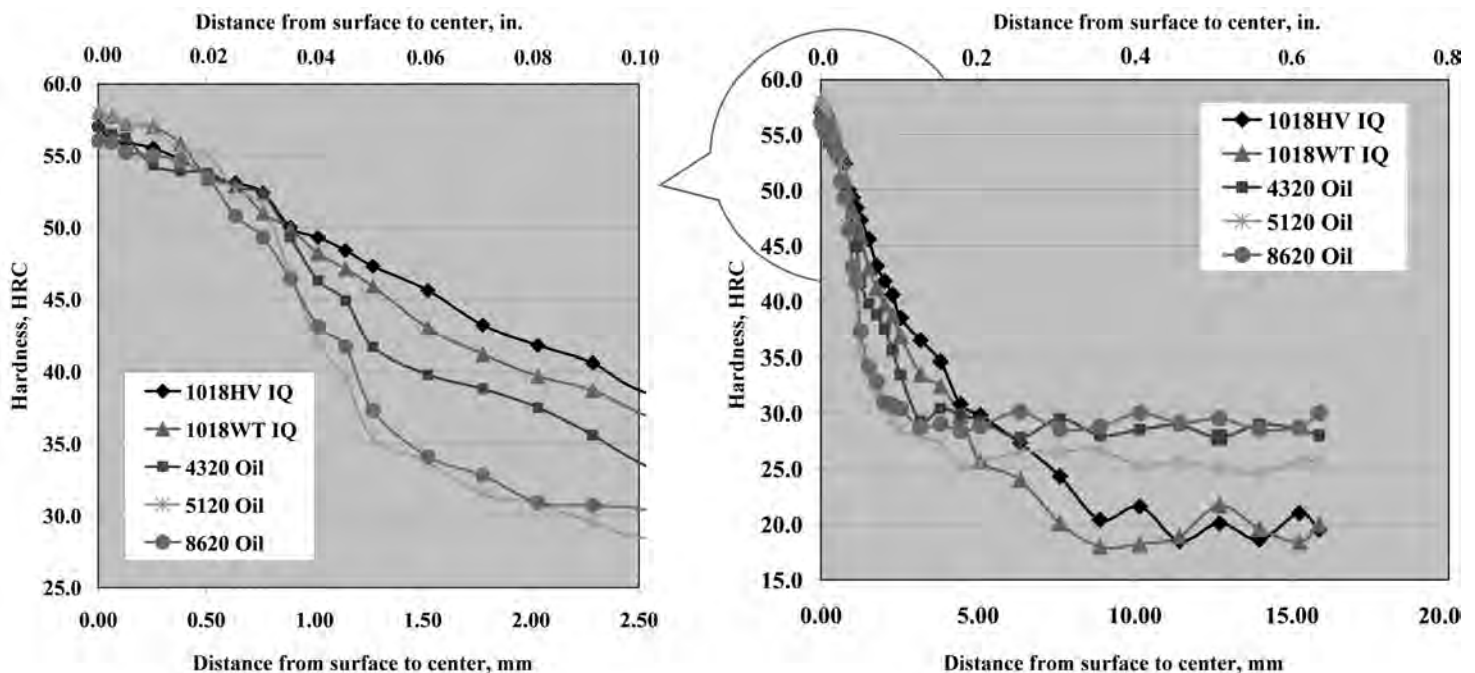 Distance from surface to center, in.
0.00 0.02 0.04 0.06 0.08 0.10
60.0
55.0
50.0
45.0
40.0
35.0
30.0
25.0
Hardness, HRC
1018HV IQ
1018WT IQ
4320 Oil
5120 Oil
8620 Oil
0.00 0.50 1.00 1.50 2.00 2.50
Distance from surface to center, mm
Distance from surface to center, in.
0.0 0.2 0.4 0.6 0.8
60.0
55.0
50.0
45.0
40.0
35.0
30.0
25.0
20.0
15.0
Hardness, HRC
1018HV IQ
1018WT IQ
4320 Oil
5120 Oil
8620 Oil
0.00 5.00 10.00 15.00 20.00
Distance from surface to center, mm